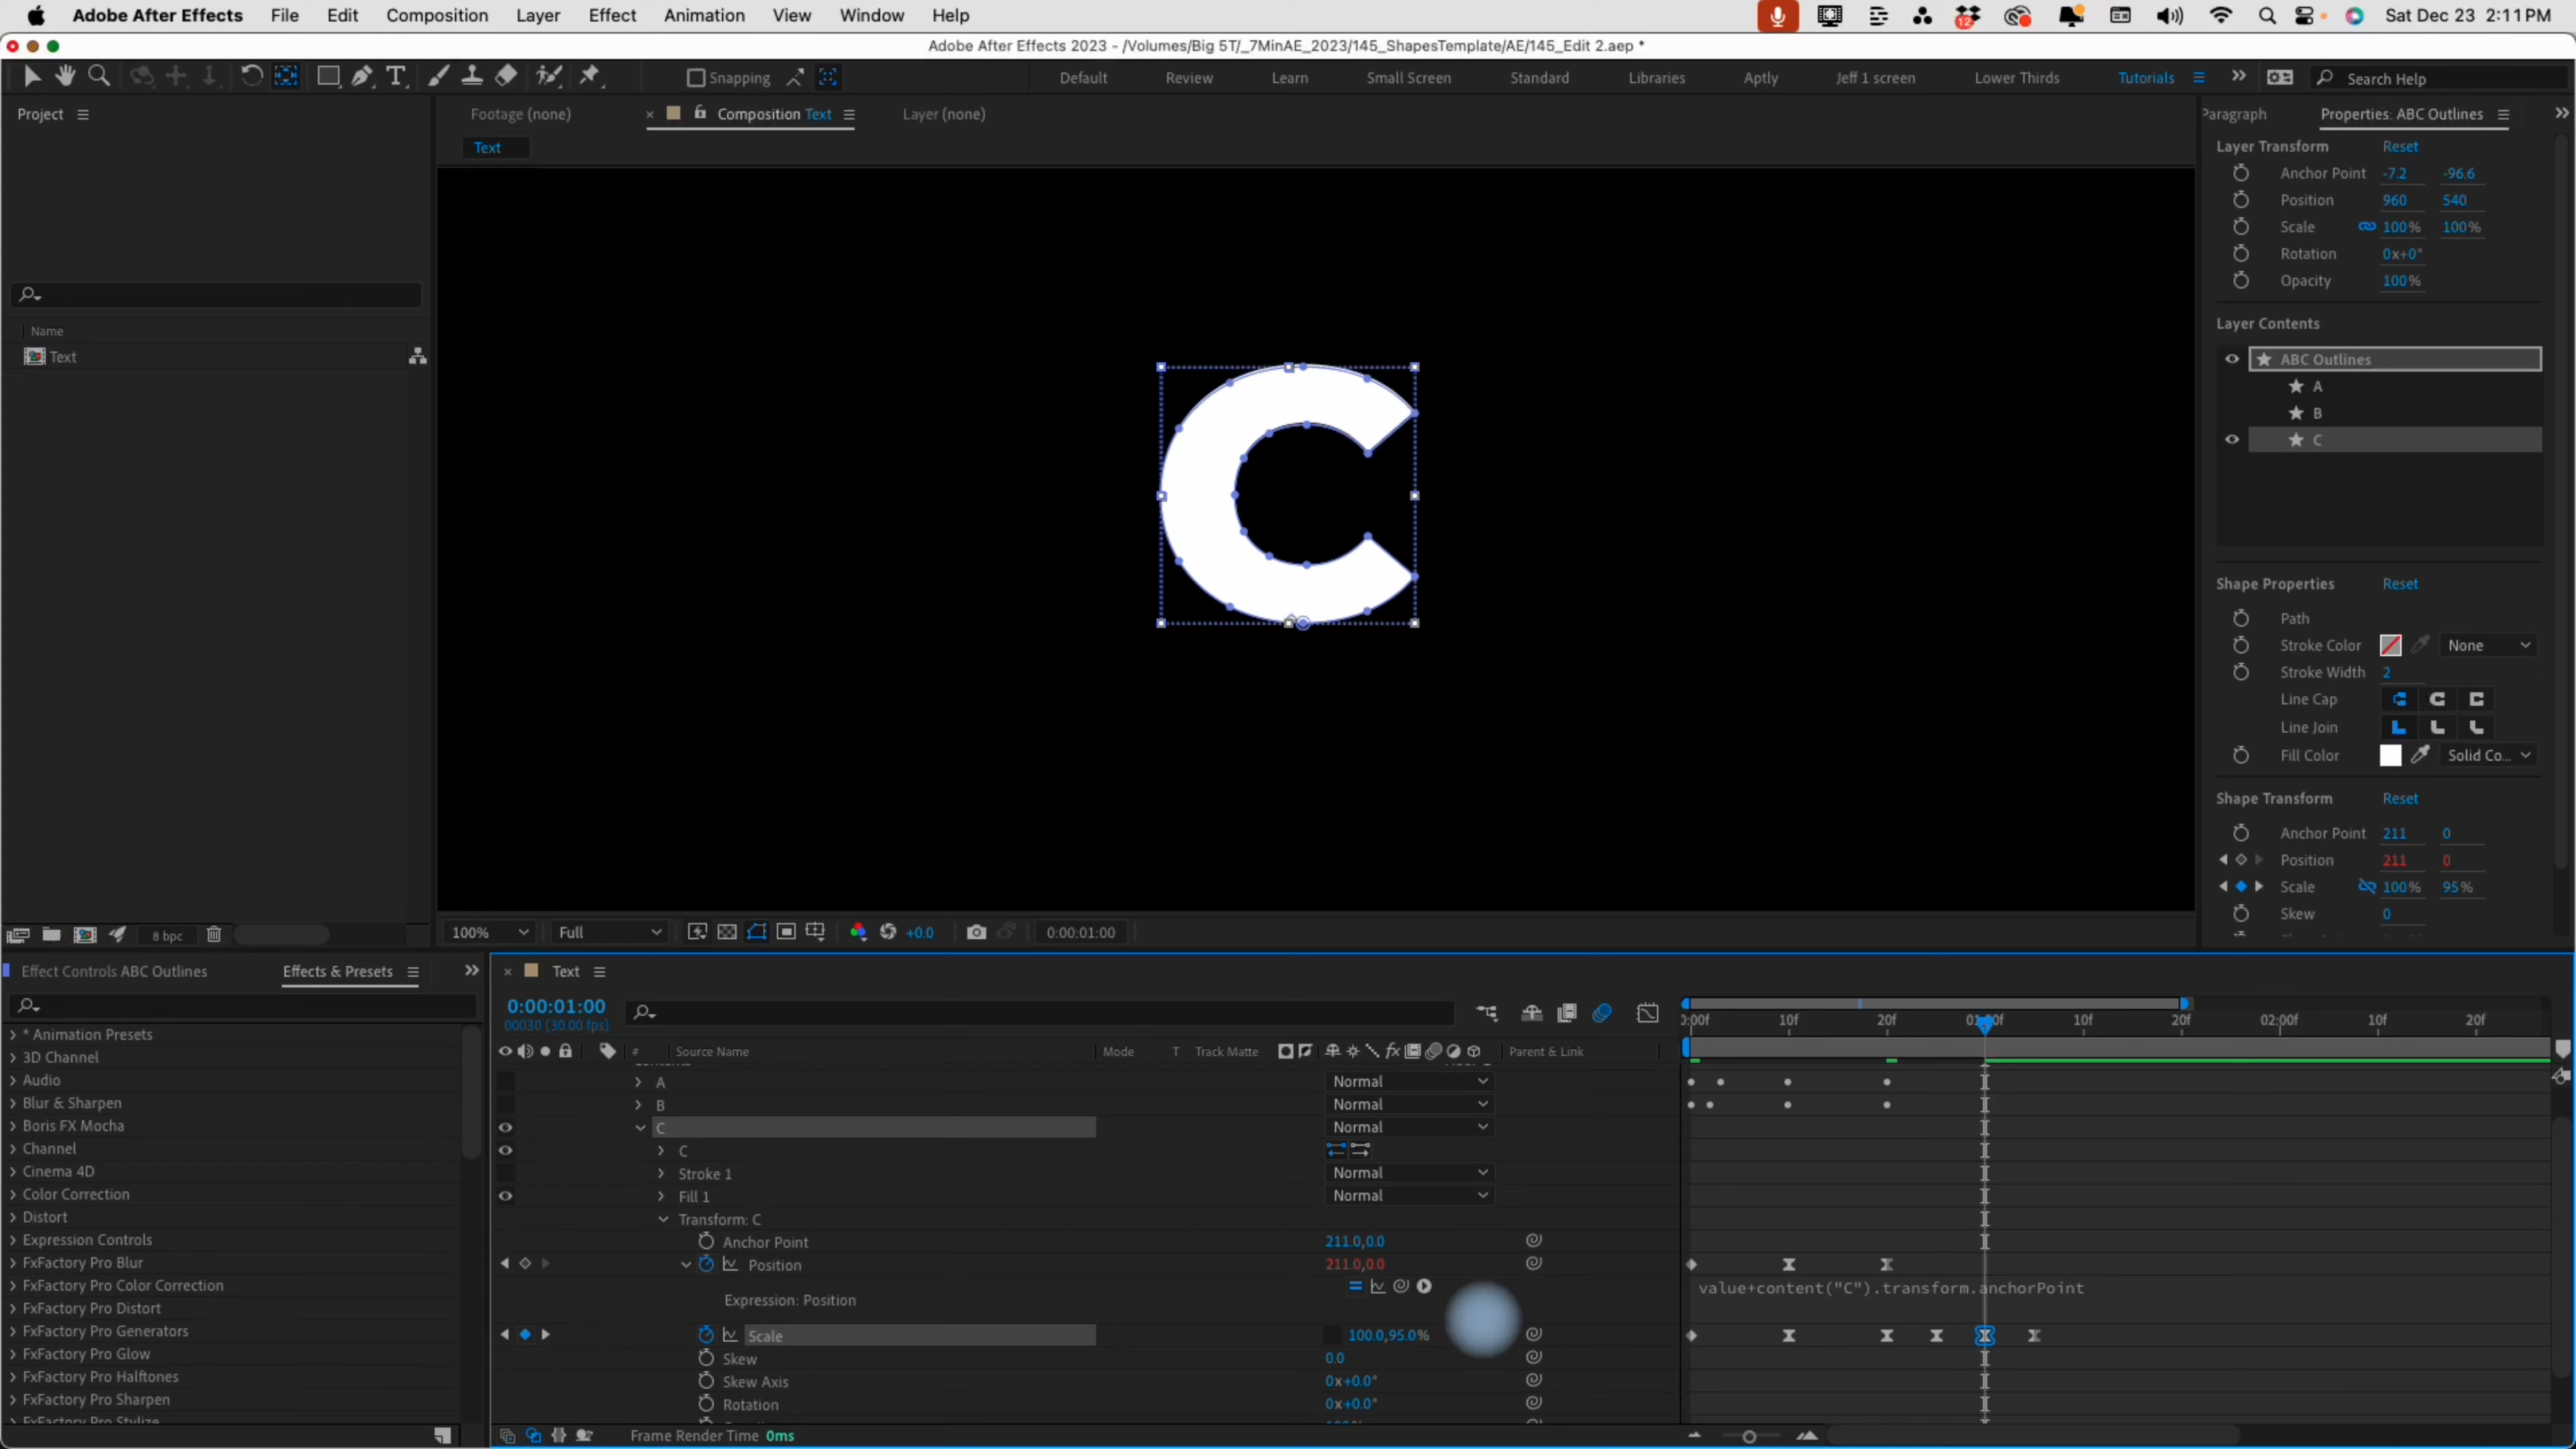 Adobe After Effects File Edit Composition Layer Effect Animation View Window Help 12 Sat Dec 23 2:11 PM
Adobe After Effects 2023 - /Volumes/Big 5T/_7MinAE_2023/145_ShapesTemplate/AE/145_Edit 2.aep *
Snapping Default Review Learn Small Screen Standard Libraries Aptly Jeff 1 screen Lower Thirds Tutorials Search Help
Project Footage (none) Composition Text Layer (none) Paragraph Properties: ABC Outlines
Text
Layer Transform Reset
Anchor Point -7.2 -96.6
Position 960 540
Scale 100% 100%
Rotation 0x+0°
Opacity 100%
Layer Contents
ABC Outlines
A
B
C
Name
Text
C
Shape Properties Reset
Path
Stroke Color None
Stroke Width 2
Line Cap
Line Join
Fill Color Solid Co...
Shape Transform Reset
Anchor Point 211 0
Position 211 0
Scale 100% 95%
Skew 0
8 bpc 100% Full +0.0 0:00:01:00
Effect Controls ABC Outlines Effects & Presets
* Animation Presets
3D Channel
Audio
Blur & Sharpen
Boris FX Mocha
Channel
Cinema 4D
Color Correction
Distort
Expression Controls
FxFactory Pro Blur
FxFactory Pro Color Correction
FxFactory Pro Distort
FxFactory Pro Generators
FxFactory Pro Glow
FxFactory Pro Halftones
FxFactory Pro Sharpen
FxFactory Pro Stylize
Text
0:00:01:00
00030 (30.00 fps)
0:00f 10f 20f 10f 20f 02:00f 10f 20f
# Source Name Mode T Track Matte Parent & Link
A Normal
B Normal
C Normal
C
Stroke 1 Normal
Fill 1 Normal
Transform: C
Anchor Point 211.0,0.0
Position 211.0,0.0
Expression: Position value+content("C").transform.anchorPoint
Scale 100.0,95.0%
Skew 0.0
Skew Axis 0x+0.0°
Rotation 0x+0.0°
Frame Render Time 0ms